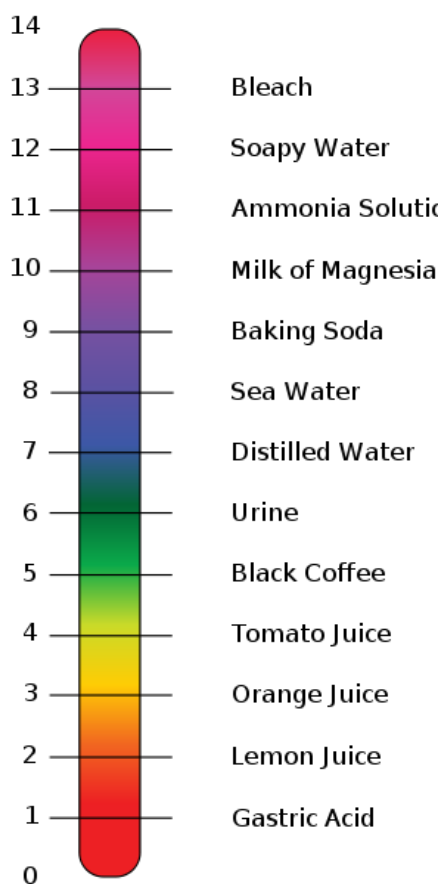 14
13 Bleach
12 Soapy Water
11 Ammonia Solutio
10 Milk of Magnesia
9 Baking Soda
8 Sea Water
7 Distilled Water
6 Urine
5 Black Coffee
4 Tomato Juice
3 Orange Juice
2 Lemon Juice
1 Gastric Acid
0